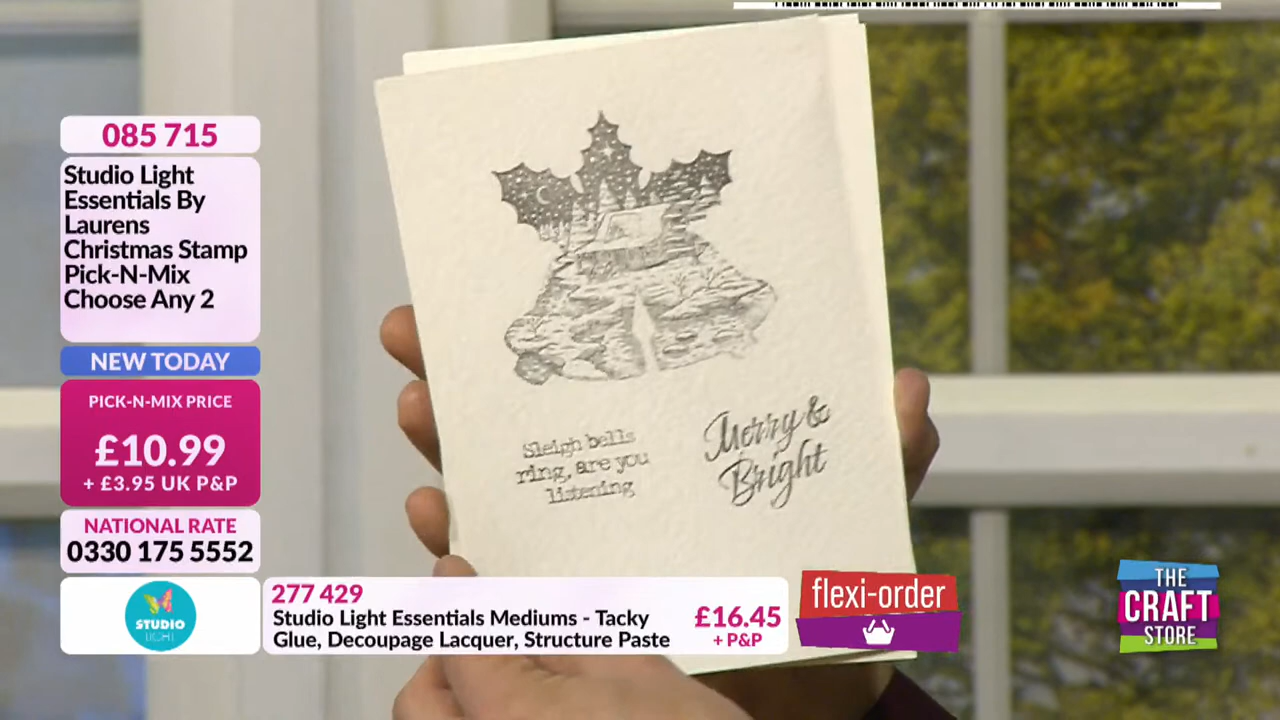 085 715
Studio Light
Essentials By
Laurens
Christmas Stamp
Pick-N-Mix
Choose Any 2
NEW TODAY
PICK-N-MIX PRICE
£10.99
+ £3.95 UK P&P
NATIONAL RATE
0330 175 5552
Sleigh bells
ring, are you
listening
Merry &
Bright
STUDIO
LIGHT
277 429
Studio Light Essentials Mediums - Tacky
Glue, Decoupage Lacquer, Structure Paste
£16.45
+ P&P
flexi-order
THE
CRAFT
STORE